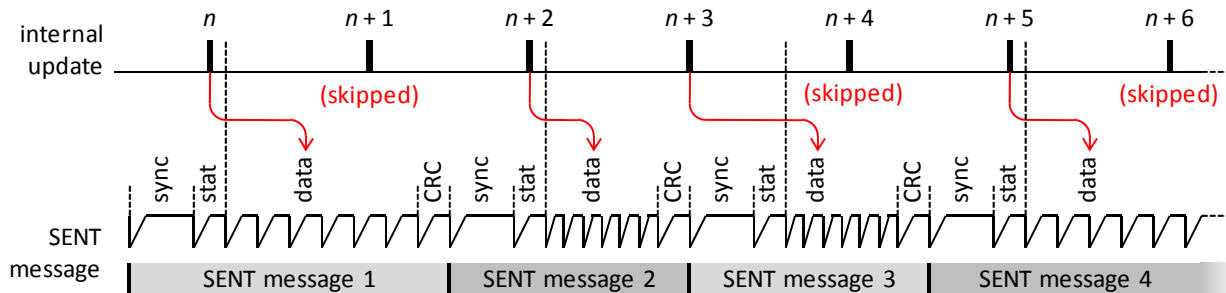 n n + 1 n + 2 n + 3 n + 4 n + 5 n + 6
internal
update
(skipped) (skipped) (skipped)
sync stat data CRC sync stat data CRC sync stat data CRC sync stat data
SENT
message
SENT message 1 SENT message 2 SENT message 3 SENT message 4